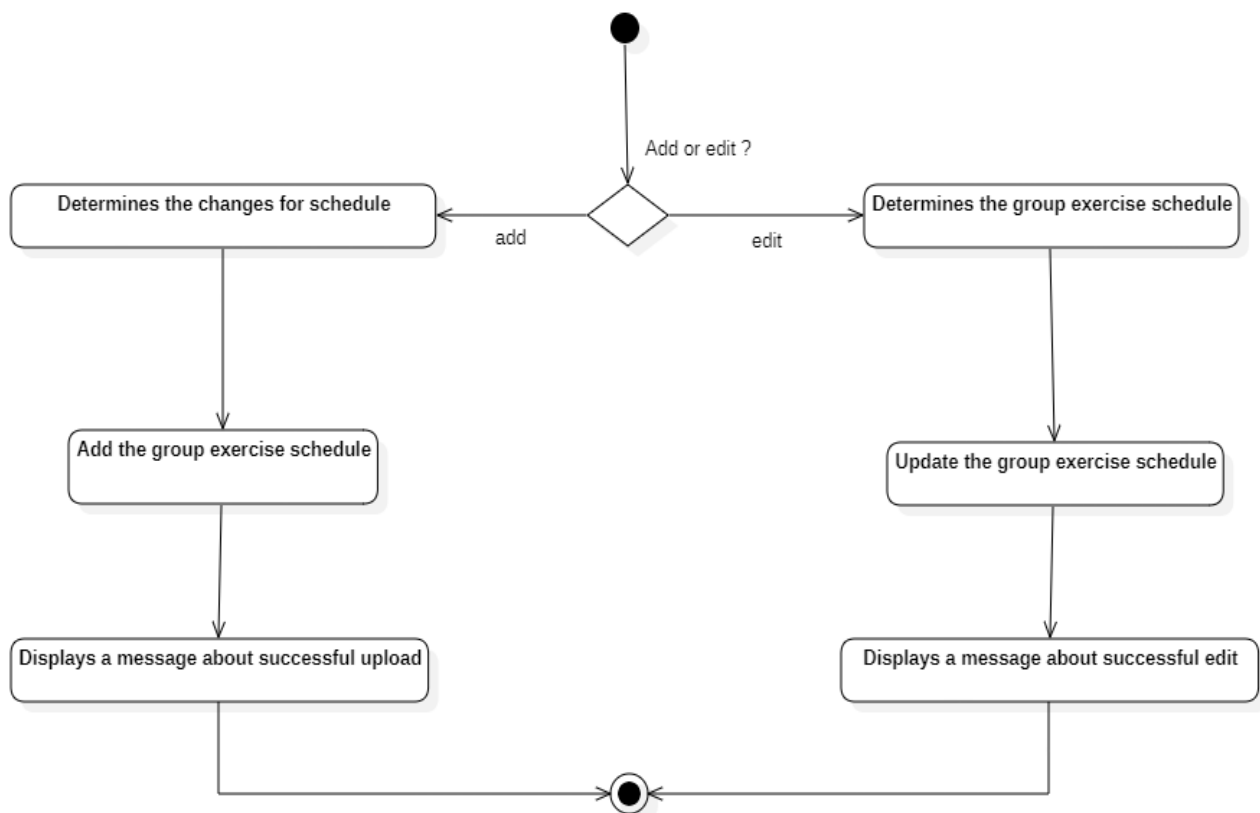 Add or edit ?
Determines the changes for schedule
Determines the group exercise schedule
add
edit
Add the group exercise schedule
Update the group exercise schedule
Displays a message about successful upload
Displays a message about successful edit